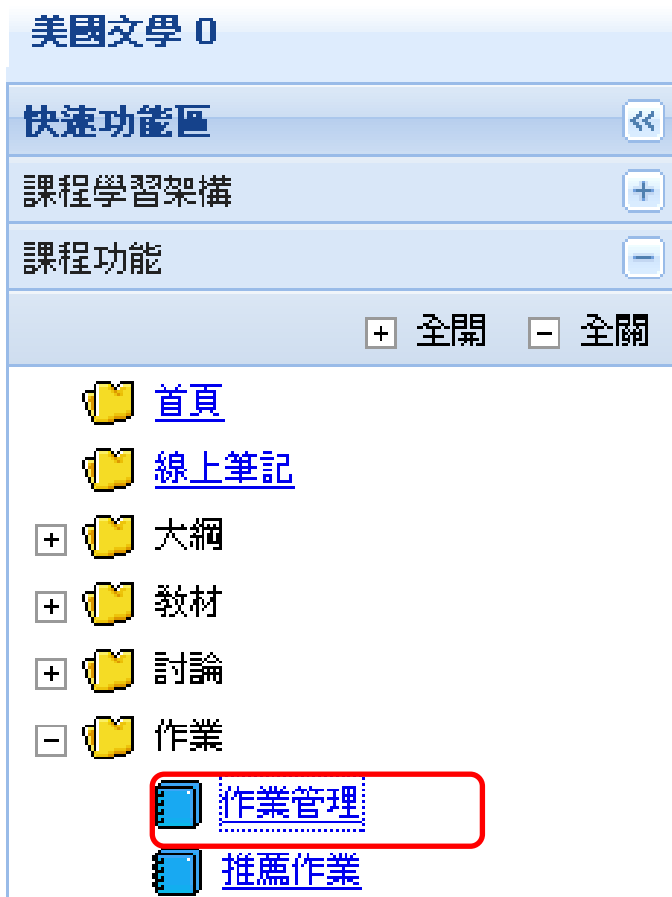 美國文學 0
快速功能區
課程學習架構
課程功能
全開 全關
首頁
線上筆記
大綱
教材
討論
作業
作業管理
推薦作業